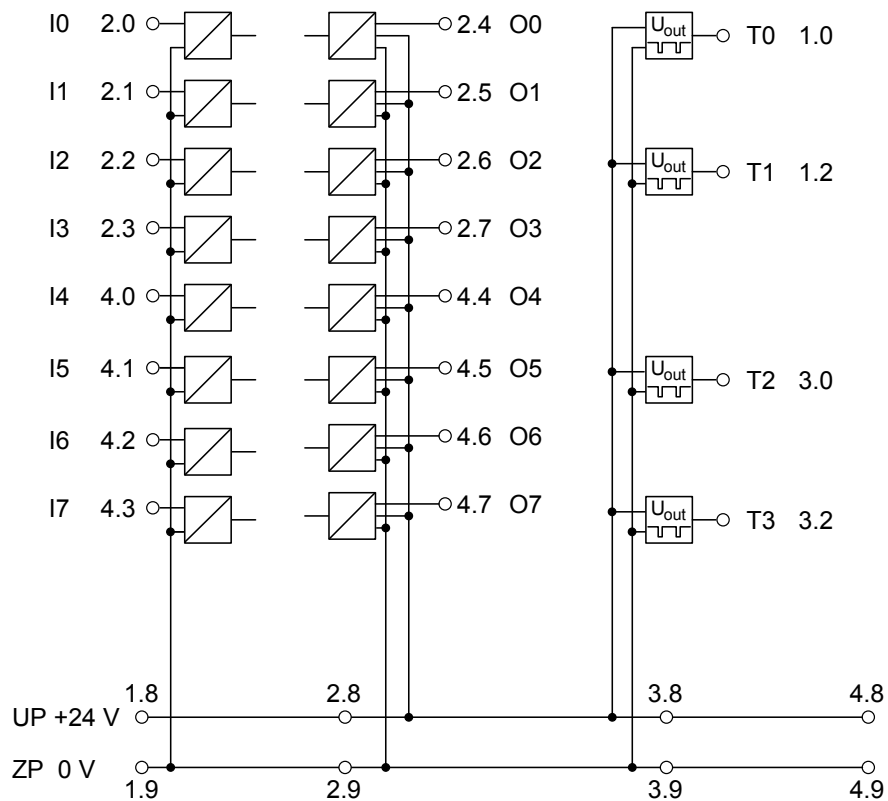 I0 2.0 2.4 O0 Uout T0 1.0
I1 2.1 2.5 O1
I2 2.2 2.6 O2 Uout T1 1.2
I3 2.3 2.7 O3
I4 4.0 4.4 O4
I5 4.1 4.5 O5 Uout T2 3.0
I6 4.2 4.6 O6
I7 4.3 4.7 O7 Uout T3 3.2
1.8 2.8 3.8 4.8
UP +24 V
ZP 0 V
1.9 2.9 3.9 4.9